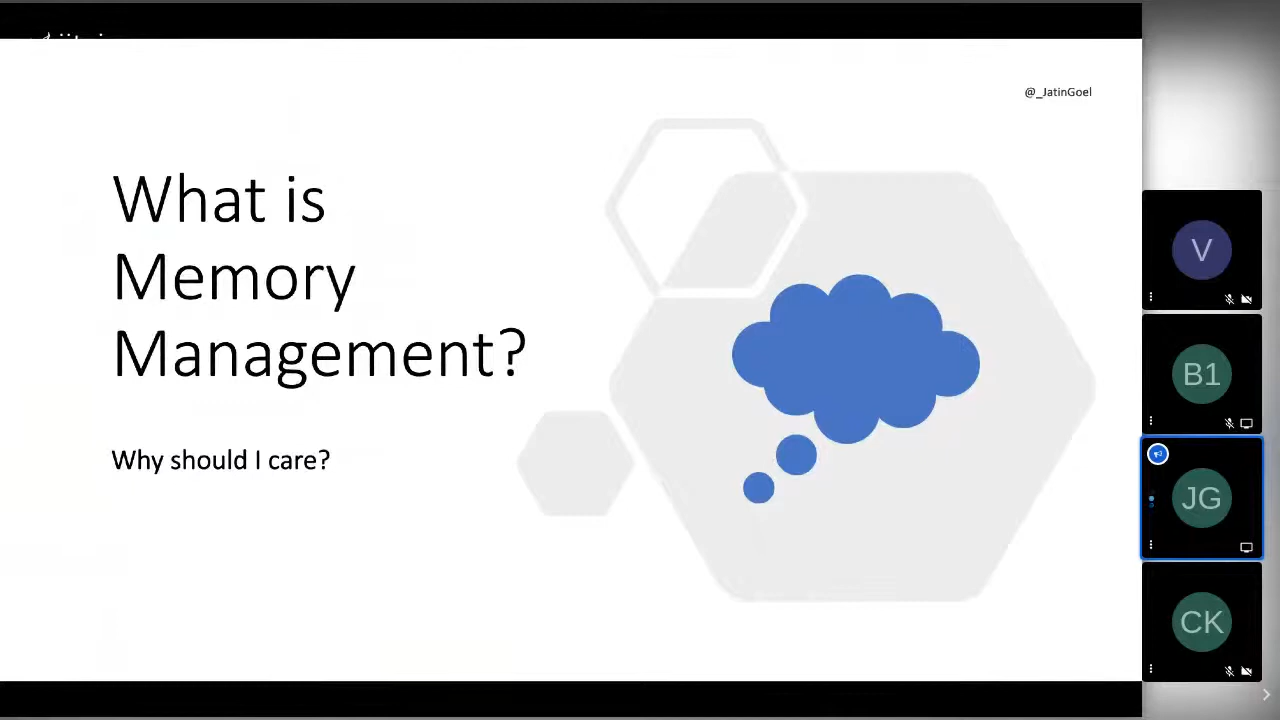 @_JatinGoel
What is
Memory
Management?
Why should I care?
V
B1
JG
CK